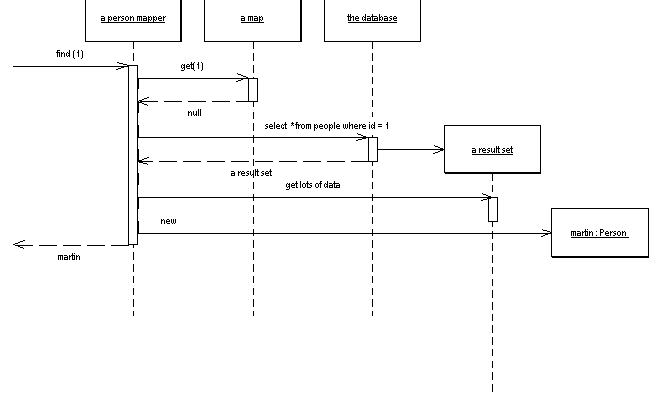 a person mapper
a map
the database
find (1)
get(1)
null
select *from people where id = 1
a result set
a result set
get lots of data
new
martin : Person
martin